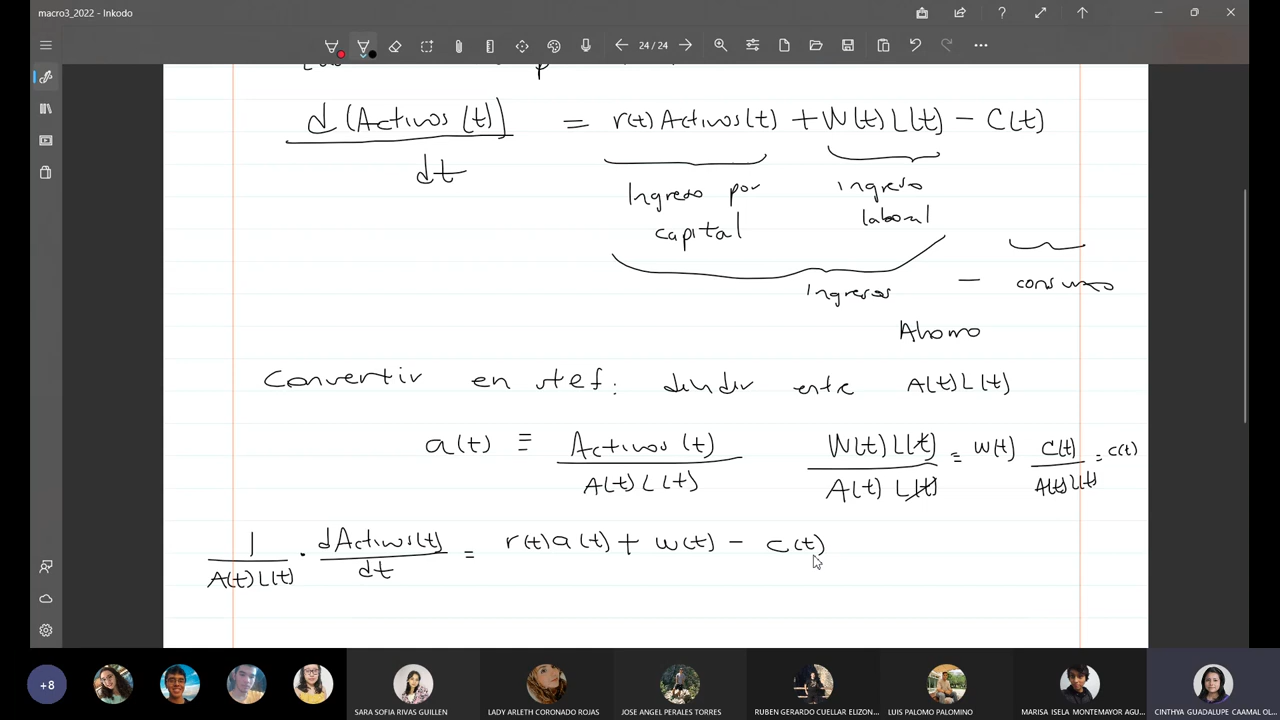 macro3_2022 - Inkodo
24 / 24
d (Activos (t)) / dt = r(t) Activos(t) + W(t) L(t) - C(t)
Ingreso por capital
ingreso laboral
Ingresos - consumo
Ahorro
Convertir en utef: dividir entre A(t)L(t)
a(t) ≡ Activos (t) / A(t)L(t)
W(t) L(t) / A(t) L(t) = w(t)
C(t) / A(t)L(t) = c(t)
1 / A(t)L(t) · dActivos(t) / dt = r(t)a(t) + w(t) - c(t)
+8
SARA SOFIA RIVAS GUILLEN
LADY ARLETH CORONADO ROJAS
JOSE ANGEL PERALES TORRES
RUBEN GERARDO CUELLAR ELIZON...
LUIS PALOMO PALOMINO
MARISA ISELA MONTEMAYOR AGU...
CINTHYA GUADALUPE CAAMAL OL...